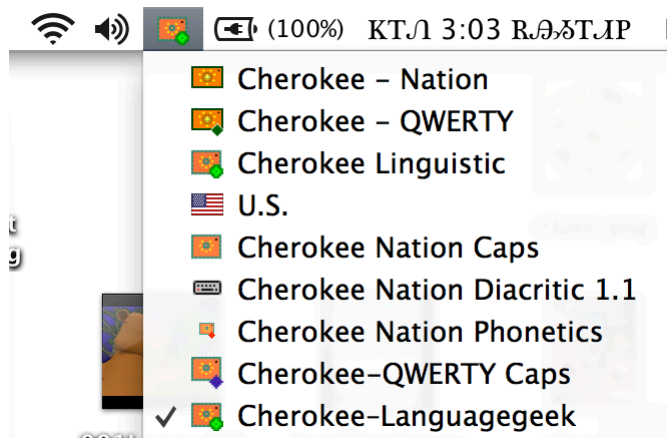 (100%) ᏦᎢᏁ 3:03 ᎡᎯᏱᎢᏗᏢ
Cherokee – Nation
Cherokee – QWERTY
Cherokee Linguistic
U.S.
Cherokee Nation Caps
Cherokee Nation Diacritic 1.1
Cherokee Nation Phonetics
Cherokee-QWERTY Caps
Cherokee-Languagegeek